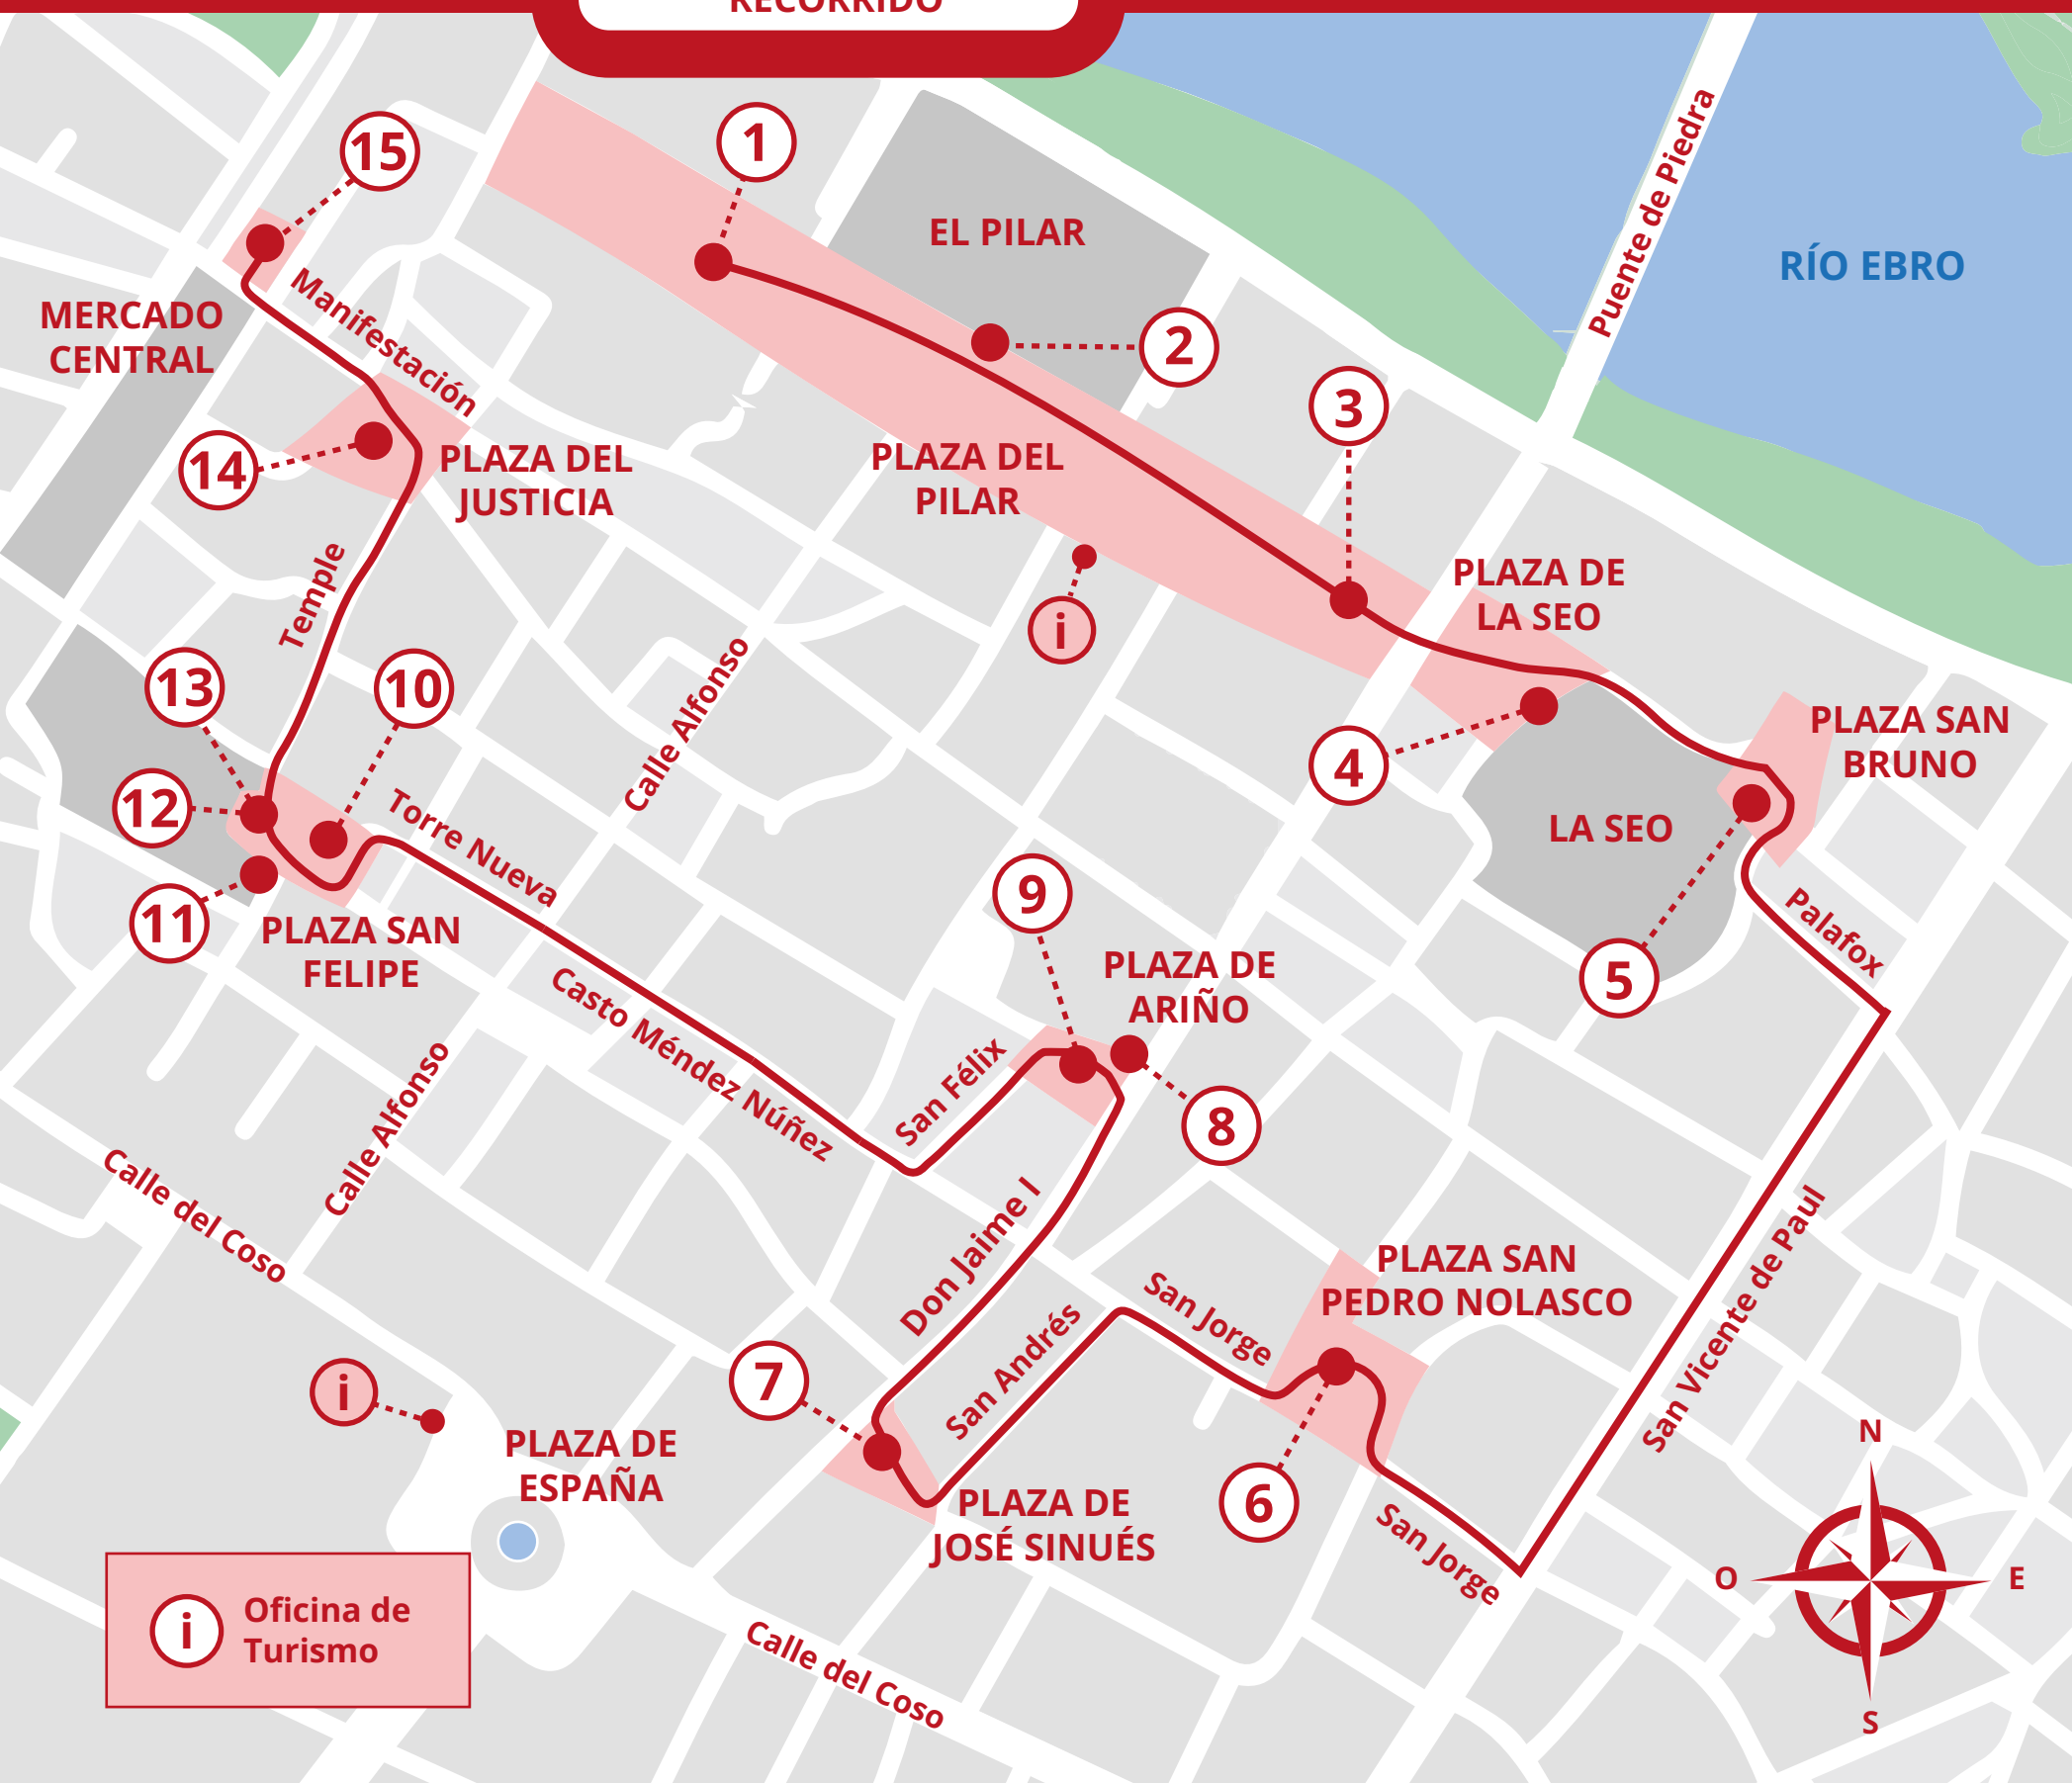 RECORRIDO
15
1
EL PILAR
Puente de Piedra
RÍO EBRO
MERCADO
CENTRAL
Manifestación
2
3
14
PLAZA DEL
JUSTICIA
PLAZA DEL
PILAR
Temple
i
PLAZA DE
LA SEO
13
10
Calle Alfonso
4
PLAZA SAN
BRUNO
12
Torre Nueva
LA SEO
11
PLAZA SAN
FELIPE
9
Palafox
5
Casto Méndez Núñez
San Félix
PLAZA DE
ARIÑO
8
Calle Alfonso
Calle del Coso
Don Jaime I
San Jorge
PLAZA SAN
PEDRO NOLASCO
San Vicente de Paul
i
7
San Andrés
PLAZA DE
ESPAÑA
6
PLAZA DE
JOSÉ SINUÉS
San Jorge
N
O
E
S
i
Oficina de
Turismo
Calle del Coso